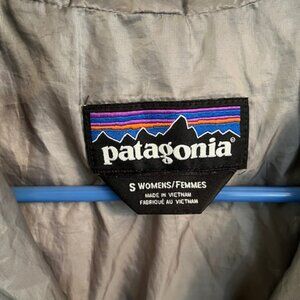 patagonia®
S WOMENS/FEMMES
MADE IN VIETNAM
FABRIQUÉ AU VIETNAM